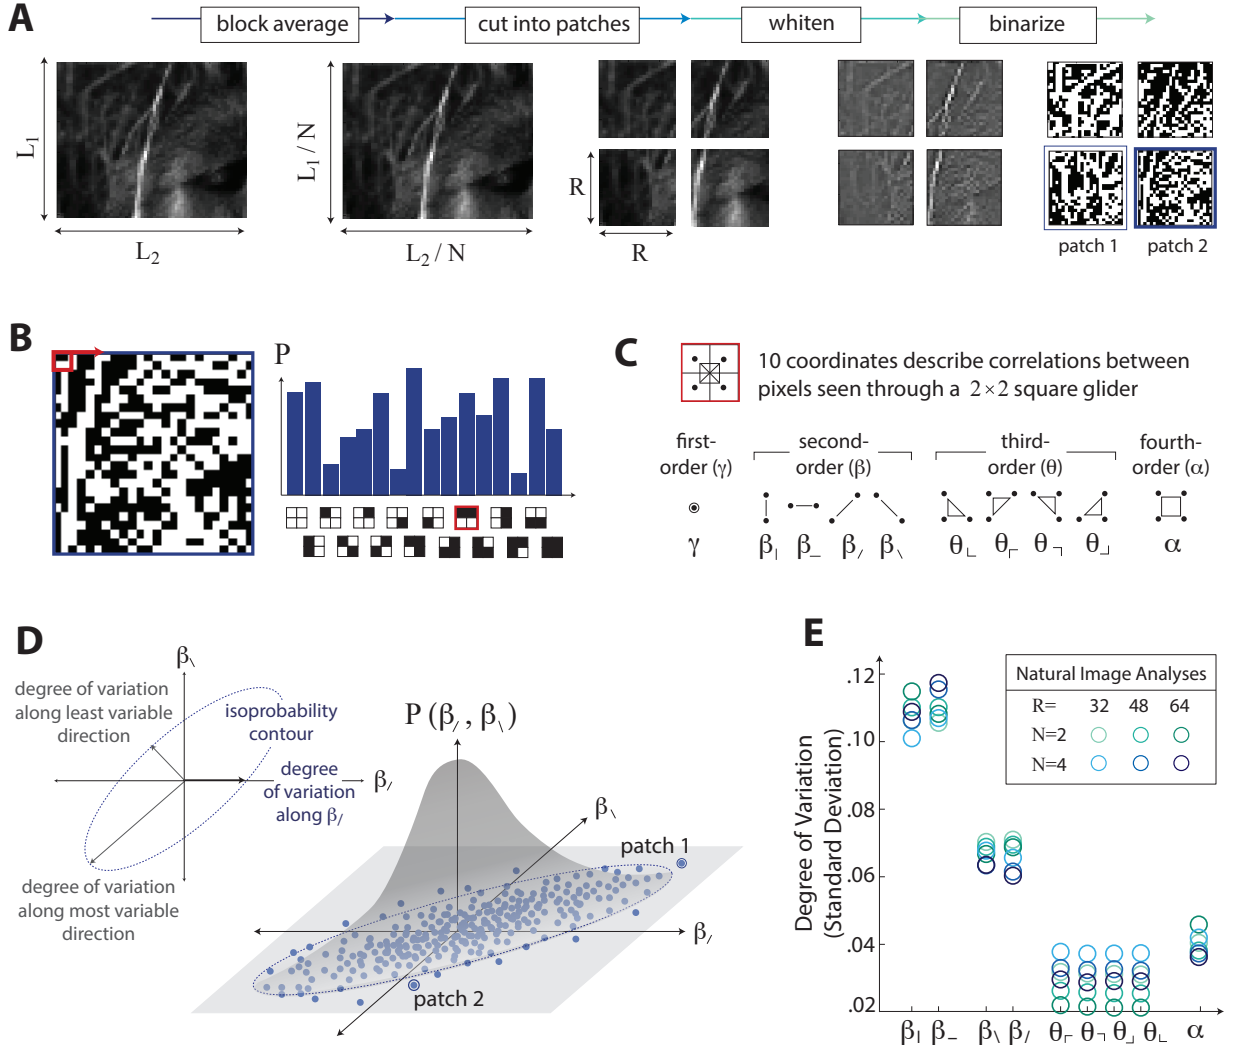 A
block average
cut into patches
whiten
binarize
L1
L2
L1 / N
L2 / N
R
R
patch 1
patch 2
B
P
C
10 coordinates describe correlations between
pixels seen through a 2×2 square glider
first-
order (γ)
second-
order (β)
third-
order (θ)
fourth-
order (α)
γ
β| β_ β/ β\
θ∟ θ┌ θ┐ θ┘
α
D
β\
degree of variation
along least variable
direction
isoprobability
contour
β/
degree
of variation
along β/
degree of variation
along most variable
direction
P (β/ , β\)
β\
patch 1
β/
patch 2
E
Natural Image Analyses
R= 32 48 64
N=2
N=4
Degree of Variation
(Standard Deviation)
.12
.10
.08
.06
.04
.02
β| β_ β\ β/ θ┌ θ┐ θ┘ θ∟ α